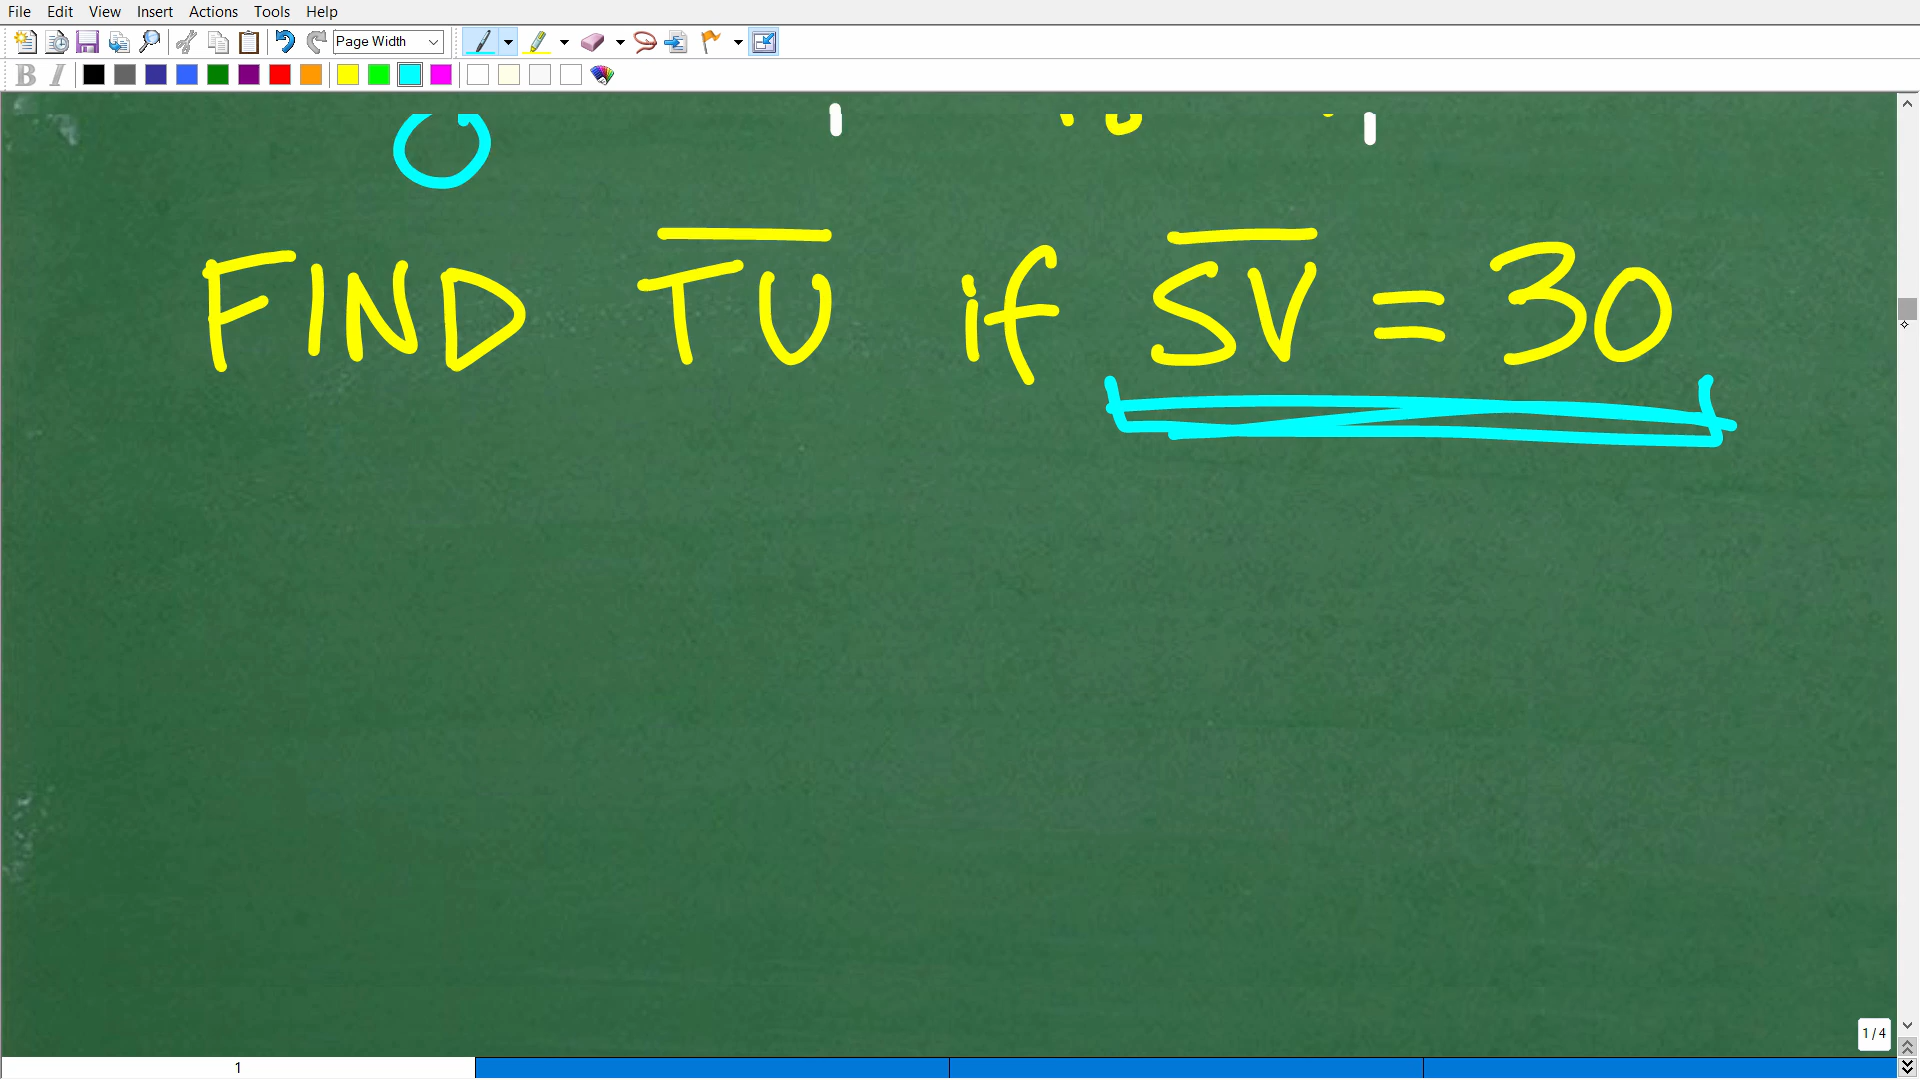 File Edit View Insert Actions Tools Help
Page Width
B I
FIND TU if SV = 30
1 / 4
1